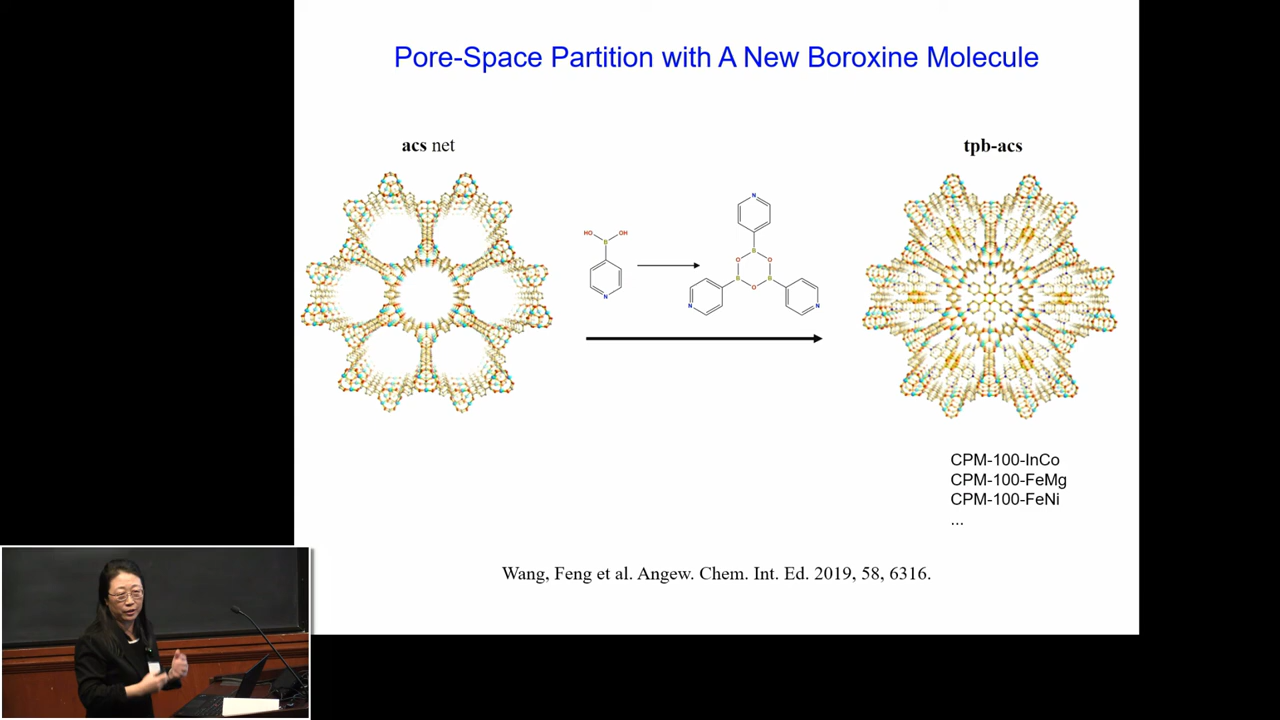 Pore-Space Partition with A New Boroxine Molecule
acs net
tpb-acs
HO
OH
B
N
N
B
O
O
B
B
O
N
N
CPM-100-InCo
CPM-100-FeMg
CPM-100-FeNi
...
Wang, Feng et al. Angew. Chem. Int. Ed. 2019, 58, 6316.